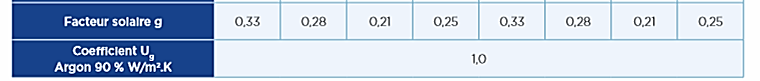 Facteur solaire g 0,33 0,28 0,21 0,25 0,33 0,28 0,21 0,25
Coefficient Ug
Argon 90 % W/m².K 1,0